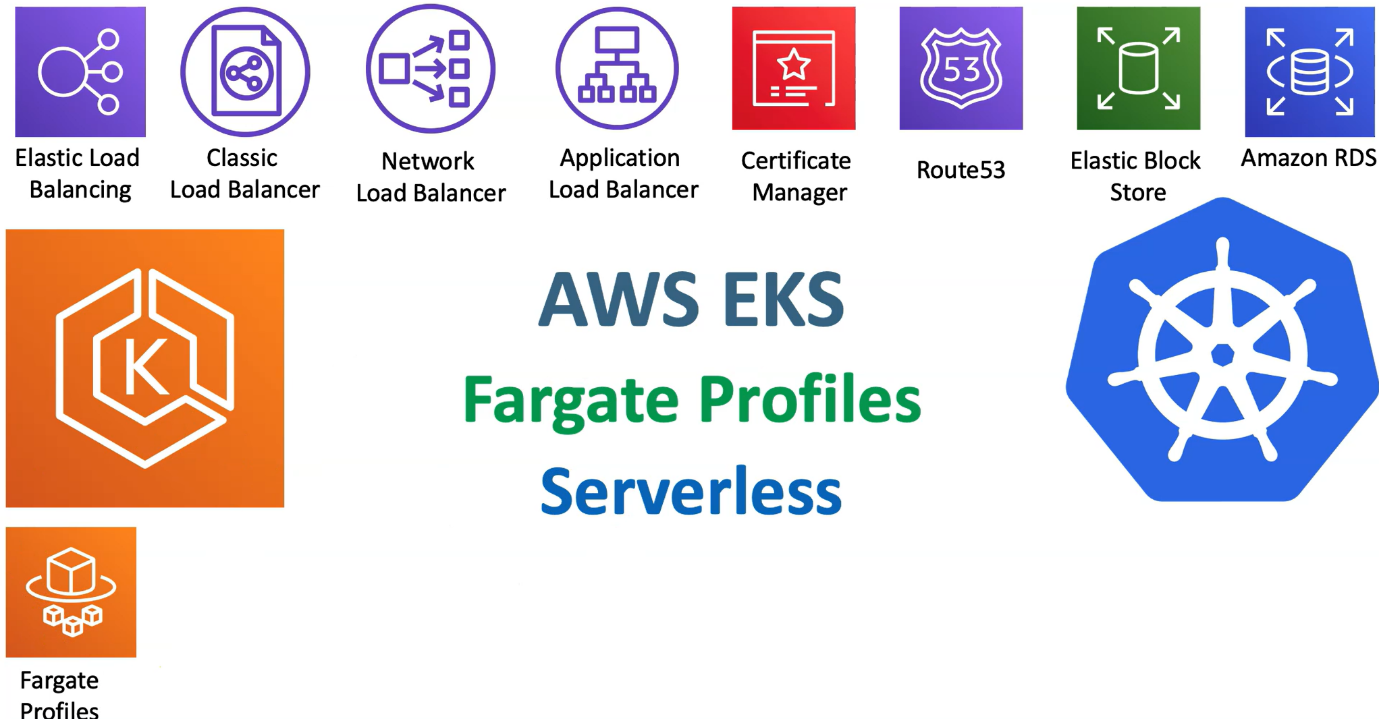 53
Elastic Load
Balancing
Classic
Load Balancer
Network
Load Balancer
Application
Load Balancer
Certificate
Manager
Route53
Elastic Block
Store
Amazon RDS
K
AWS EKS
Fargate Profiles
Serverless
Fargate
Profiles